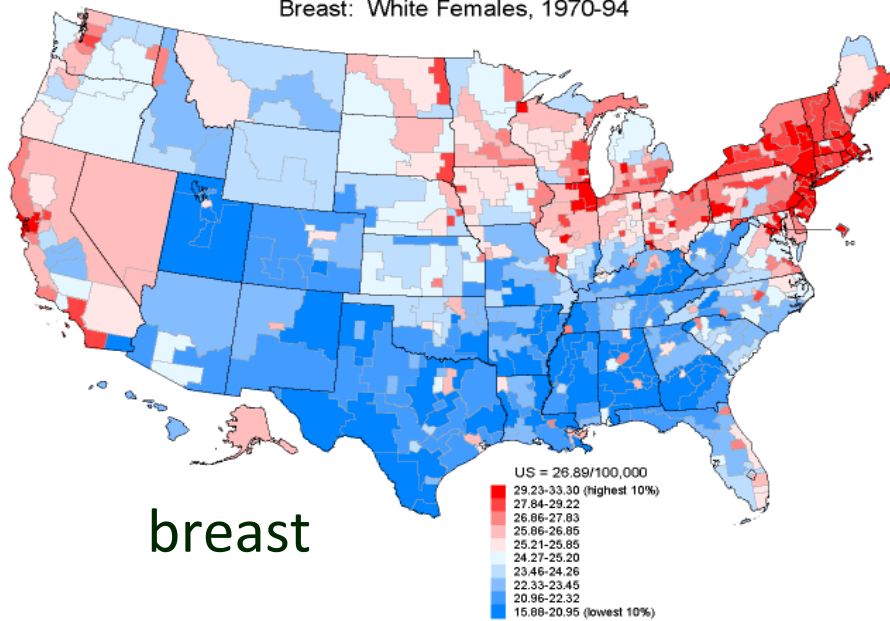 Breast: White Females, 1970-94
US = 26.89/100,000
29.23-33.30 (highest 10%)
27.84-29.22
26.86-27.83
25.86-26.85
25.21-25.85
24.27-25.20
23.46-24.26
22.33-23.45
20.96-22.32
15.88-20.95 (lowest 10%)
breast